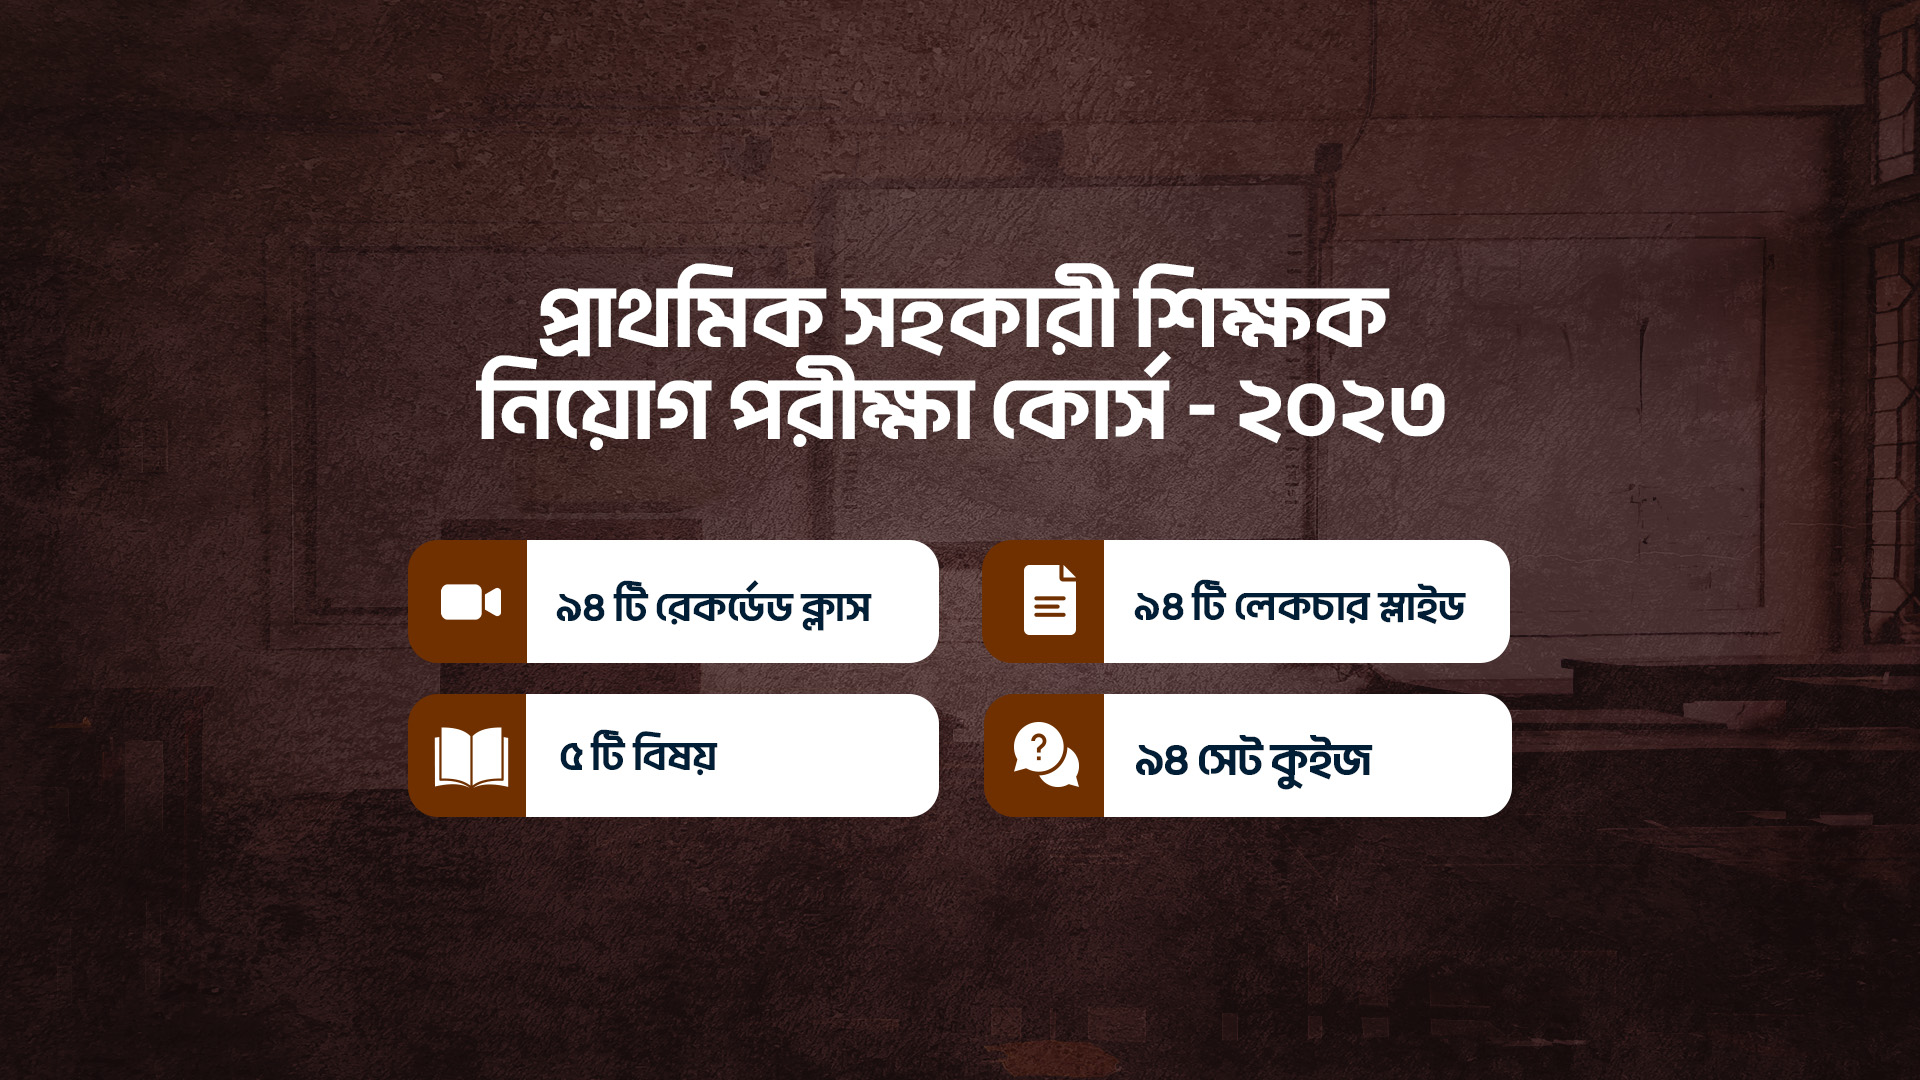 প্রাথমিক সহকারী শিক্ষক
নিয়োগ পরীক্ষা কোর্স - ২০২৩
৯৪ টি রেকর্ডেড ক্লাস
৯৪ টি লেকচার স্লাইড
৫ টি বিষয়
৯৪ সেট কুইজ